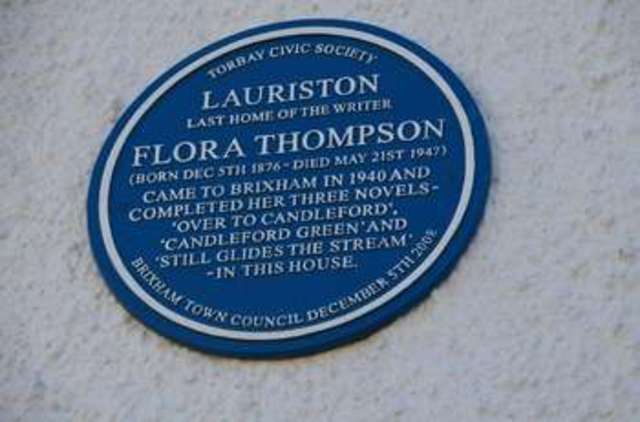 TORBAY CIVIC SOCIETY
LAURISTON
LAST HOME OF THE WRITER
FLORA THOMPSON
(BORN DEC 5TH 1876 - DIED MAY 21ST 1947)
CAME TO BRIXHAM IN 1940 AND
COMPLETED HER THREE NOVELS -
'OVER TO CANDLEFORD',
'CANDLEFORD GREEN' AND
'STILL GLIDES THE STREAM'
- IN THIS HOUSE.
BRIXHAM TOWN COUNCIL DECEMBER 5TH 2008